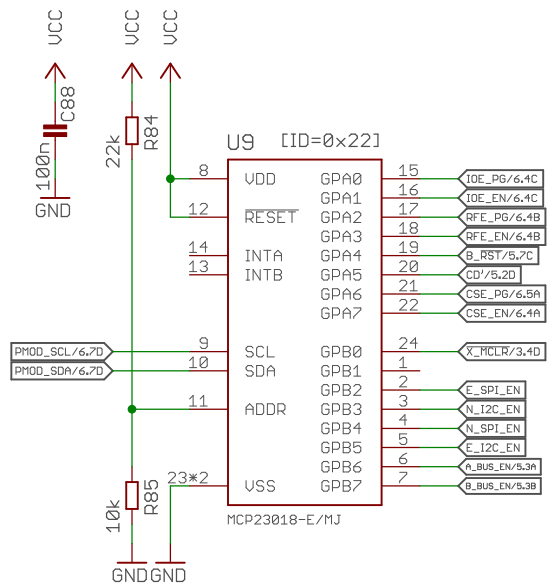 VCC
VCC
VCC
C88
100n
GND
22k
R84
U9 [ID=0x22]
8 VDD GPA0 15 IOE_PG/6.4C
GPA1 16 IOE_EN/6.4C
12 RESET GPA2 17 RFE_PG/6.4B
GPA3 18 RFE_EN/6.4B
14 INTA GPA4 19 B_RST/5.7C
13 INTB GPA5 20 CD'/5.2D
GPA6 21 CSE_PG/6.5A
GPA7 22 CSE_EN/6.4A
PMOD_SCL/6.7D 9 SCL GPB0 24 X_MCLR/3.4D
PMOD_SDA/6.7D 10 SDA GPB1 1
GPB2 2 E_SPI_EN
11 ADDR GPB3 3 N_I2C_EN
GPB4 4 N_SPI_EN
GPB5 5 E_I2C_EN
GPB6 6 A_BUS_EN/5.3A
23*2 VSS GPB7 7 B_BUS_EN/5.3B
10k
R85
MCP23018-E/MJ
GND
GND